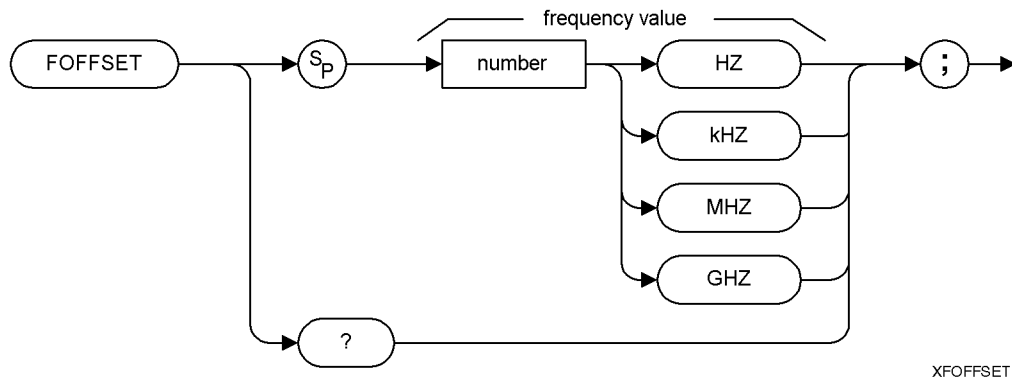 frequency value
FOFFSET
SP
number
HZ
;
kHZ
MHZ
GHZ
?
XFOFFSET